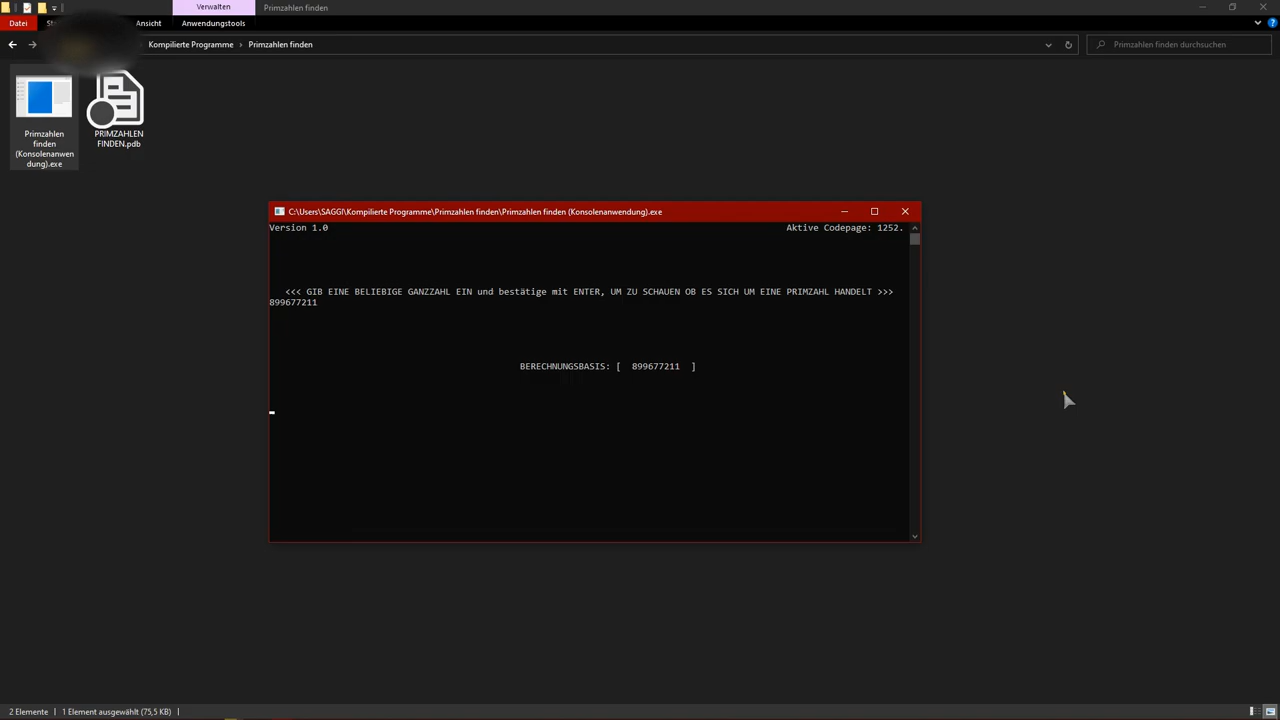 Verwalten
Primzahlen finden
Datei
Ansicht
Anwendungstools
Kompilierte Programme > Primzahlen finden
Primzahlen finden durchsuchen
Primzahlen
finden
(Konsolenanwen
dung).exe
PRIMZAHLEN
FINDEN.pdb
C:\Users\SAGGI\Kompilierte Programme\Primzahlen finden\Primzahlen finden (Konsolenanwendung).exe
Version 1.0
Aktive Codepage: 1252.
<<< GIB EINE BELIEBIGE GANZZAHL EIN und bestätige mit ENTER, UM ZU SCHAUEN OB ES SICH UM EINE PRIMZAHL HANDELT >>>
899677211
BERECHNUNGSBASIS: [ 899677211 ]
2 Elemente
1 Element ausgewählt (75,5 KB)